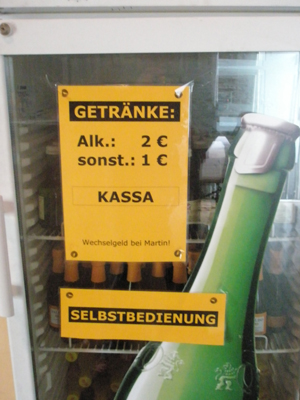 GETRÄNKE:
Alk.: 2 €
sonst.: 1 €
KASSA
Wechselgeld bei Martin!
SELBSTBEDIENUNG